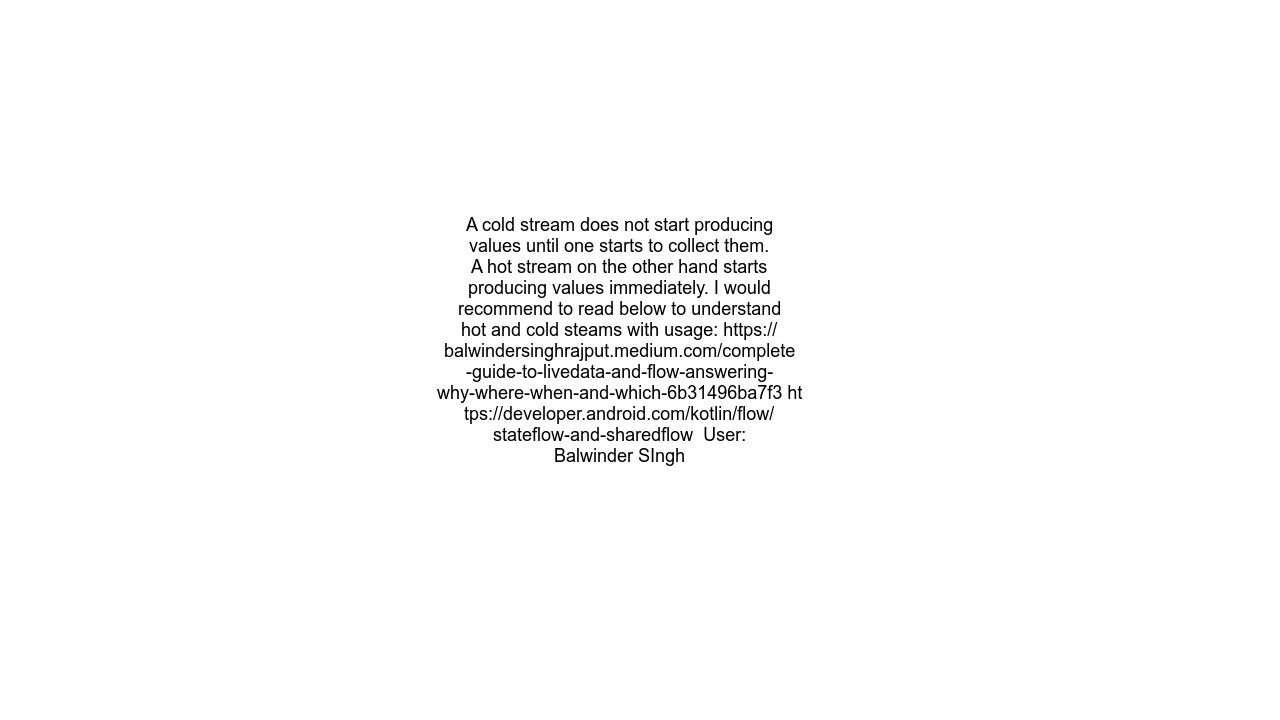 A cold stream does not start producing
values until one starts to collect them.
A hot stream on the other hand starts
producing values immediately. I would
recommend to read below to understand
hot and cold steams with usage: https://
balwindersinghrajput.medium.com/complete
-guide-to-livedata-and-flow-answering-
why-where-when-and-which-6b31496ba7f3 ht
tps://developer.android.com/kotlin/flow/
stateflow-and-sharedflow  User:
Balwinder SIngh